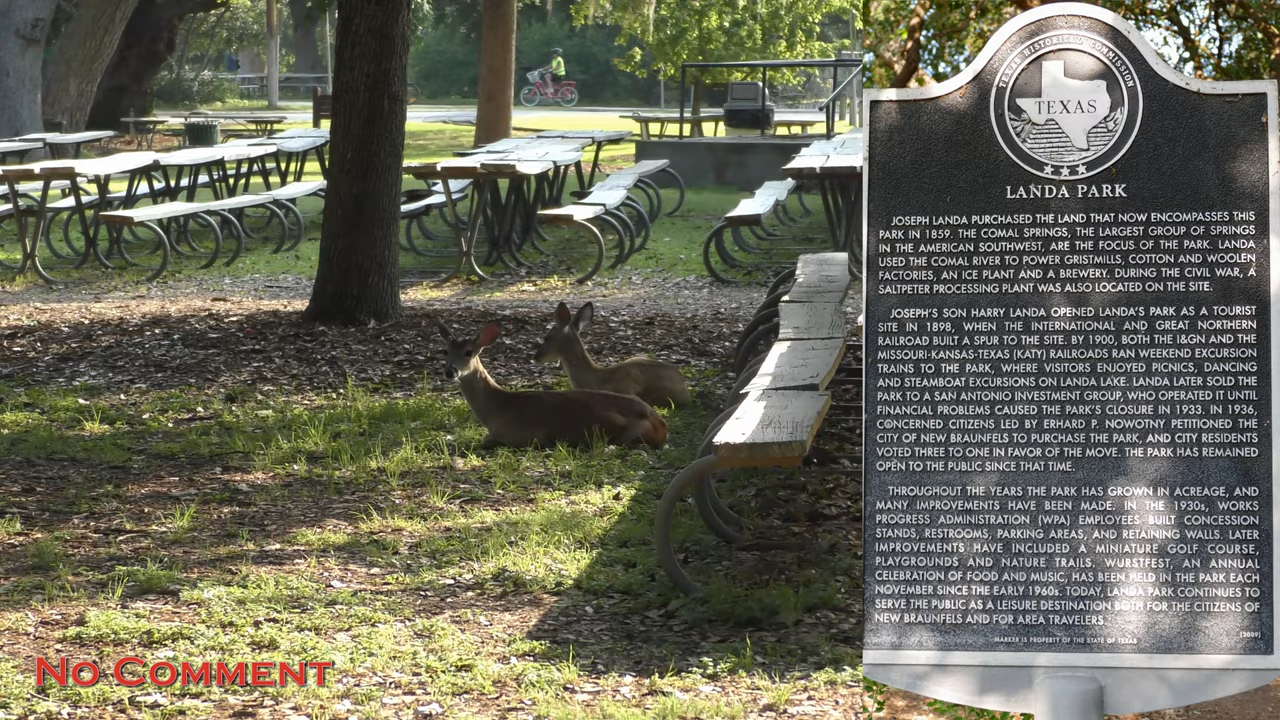 TEXAS HISTORICAL COMMISSION
TEXAS
LANDA PARK
JOSEPH LANDA PURCHASED THE LAND THAT NOW ENCOMPASSES THIS
PARK IN 1859. THE COMAL SPRINGS, THE LARGEST GROUP OF SPRINGS
IN THE AMERICAN SOUTHWEST, ARE THE FOCUS OF THE PARK. LANDA
USED THE COMAL RIVER TO POWER GRISTMILLS, COTTON AND WOOLEN
FACTORIES, AN ICE PLANT AND A BREWERY. DURING THE CIVIL WAR, A
SALTPETER PROCESSING PLANT WAS ALSO LOCATED ON THE SITE.
JOSEPH'S SON HARRY LANDA OPENED LANDA'S PARK AS A TOURIST
SITE IN 1898, WHEN THE INTERNATIONAL AND GREAT NORTHERN
RAILROAD BUILT A SPUR TO THE SITE. BY 1900, BOTH THE I&GN AND THE
MISSOURI-KANSAS-TEXAS (KATY) RAILROADS RAN WEEKEND EXCURSION
TRAINS TO THE PARK, WHERE VISITORS ENJOYED PICNICS, DANCING
AND STEAMBOAT EXCURSIONS ON LANDA LAKE. LANDA LATER SOLD THE
PARK TO A SAN ANTONIO INVESTMENT GROUP, WHO OPERATED IT UNTIL
FINANCIAL PROBLEMS CAUSED THE PARK'S CLOSURE IN 1933. IN 1936,
CONCERNED CITIZENS LED BY ERHARD P. NOWOTNY PETITIONED THE
CITY OF NEW BRAUNFELS TO PURCHASE THE PARK, AND CITY RESIDENTS
VOTED THREE TO ONE IN FAVOR OF THE MOVE. THE PARK HAS REMAINED
OPEN TO THE PUBLIC SINCE THAT TIME.
THROUGHOUT THE YEARS THE PARK HAS GROWN IN ACREAGE, AND
MANY IMPROVEMENTS HAVE BEEN MADE. IN THE 1930s, WORKS
PROGRESS ADMINISTRATION (WPA) EMPLOYEES BUILT CONCESSION
STANDS, RESTROOMS, PARKING AREAS, AND RETAINING WALLS. LATER
IMPROVEMENTS HAVE INCLUDED A MINIATURE GOLF COURSE,
PLAYGROUNDS AND NATURE TRAILS. WURSTFEST, AN ANNUAL
CELEBRATION OF FOOD AND MUSIC, HAS BEEN HELD IN THE PARK EACH
NOVEMBER SINCE THE EARLY 1960s. TODAY, LANDA PARK CONTINUES TO
SERVE THE PUBLIC AS A LEISURE DESTINATION BOTH FOR THE CITIZENS OF
NEW BRAUNFELS AND FOR AREA TRAVELERS.
(2009)
MARKER IS PROPERTY OF THE STATE OF TEXAS
NO COMMENT